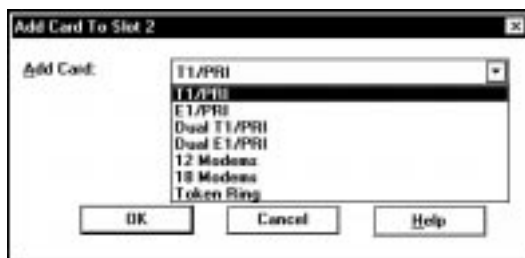 Add Card To Slot 2
Add Card: T1/PRI
T1/PRI
E1/PRI
Dual T1/PRI
Dual E1/PRI
12 Modems
18 Modems
Token Ring
OK Cancel Help